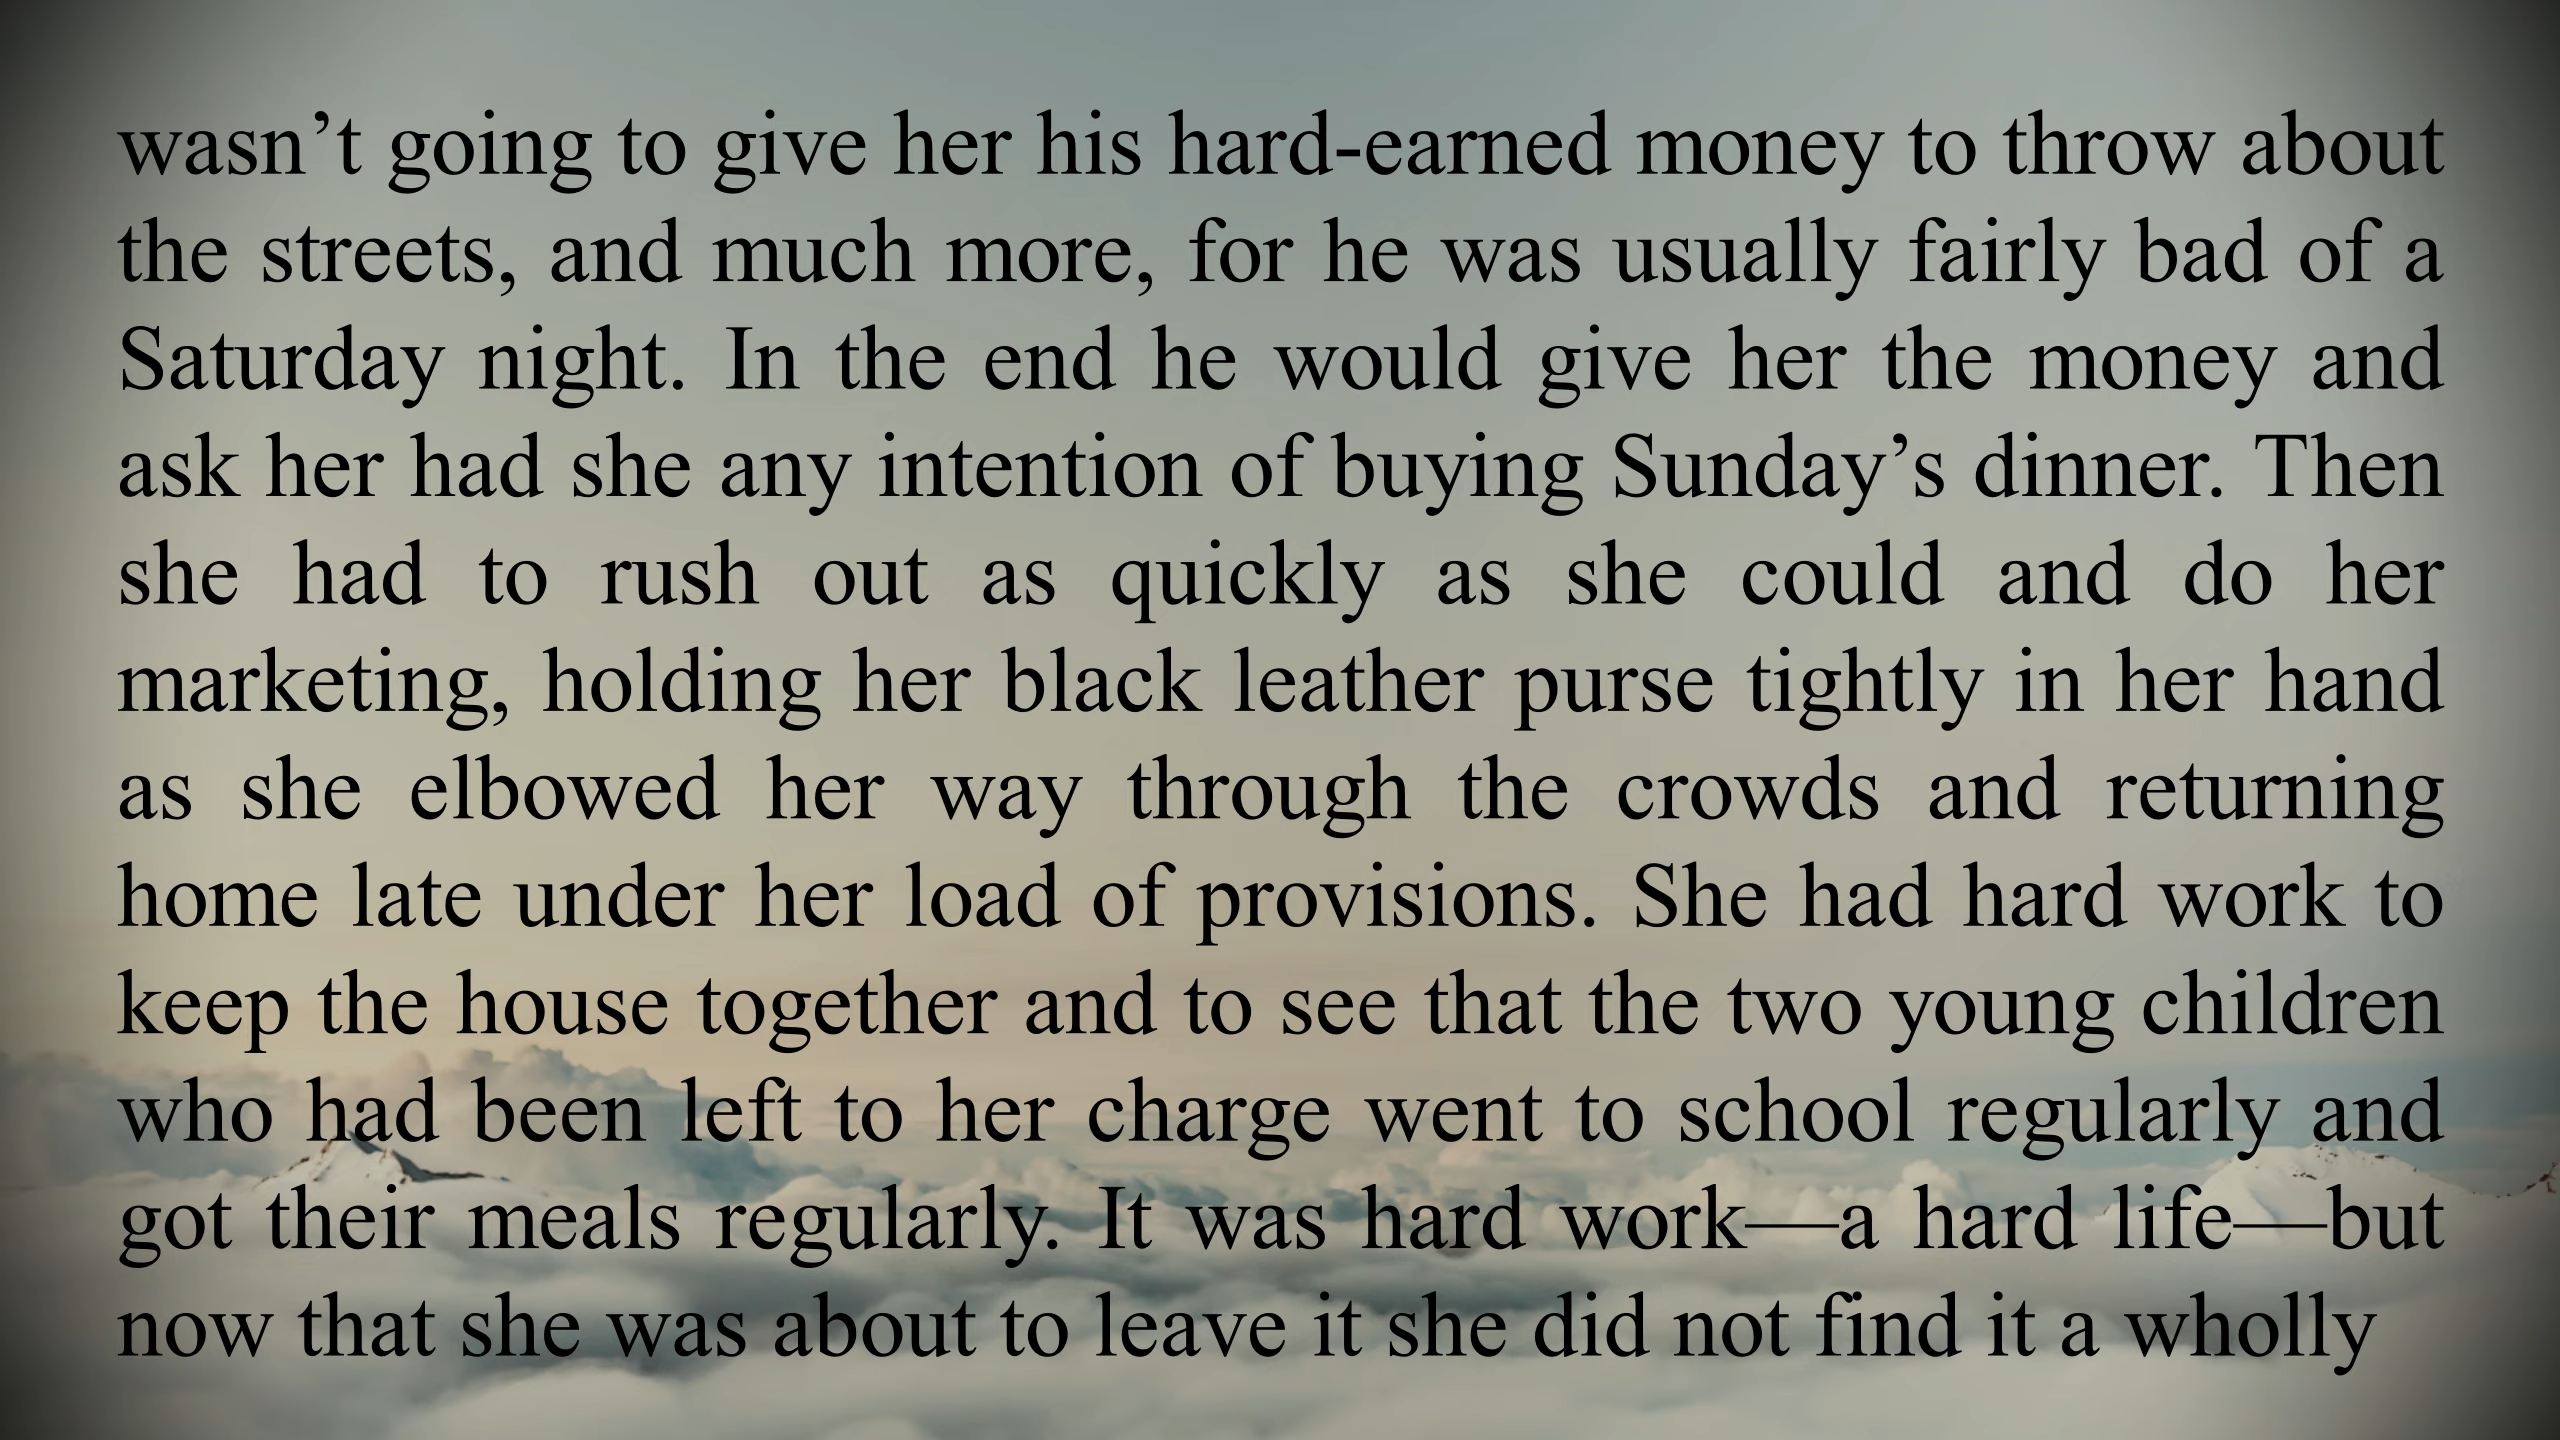 wasn’t going to give her his hard-earned money to throw about
the streets, and much more, for he was usually fairly bad of a
Saturday night. In the end he would give her the money and
ask her had she any intention of buying Sunday’s dinner. Then
she had to rush out as quickly as she could and do her
marketing, holding her black leather purse tightly in her hand
as she elbowed her way through the crowds and returning
home late under her load of provisions. She had hard work to
keep the house together and to see that the two young children
who had been left to her charge went to school regularly and
got their meals regularly. It was hard work—a hard life—but
now that she was about to leave it she did not find it a wholly